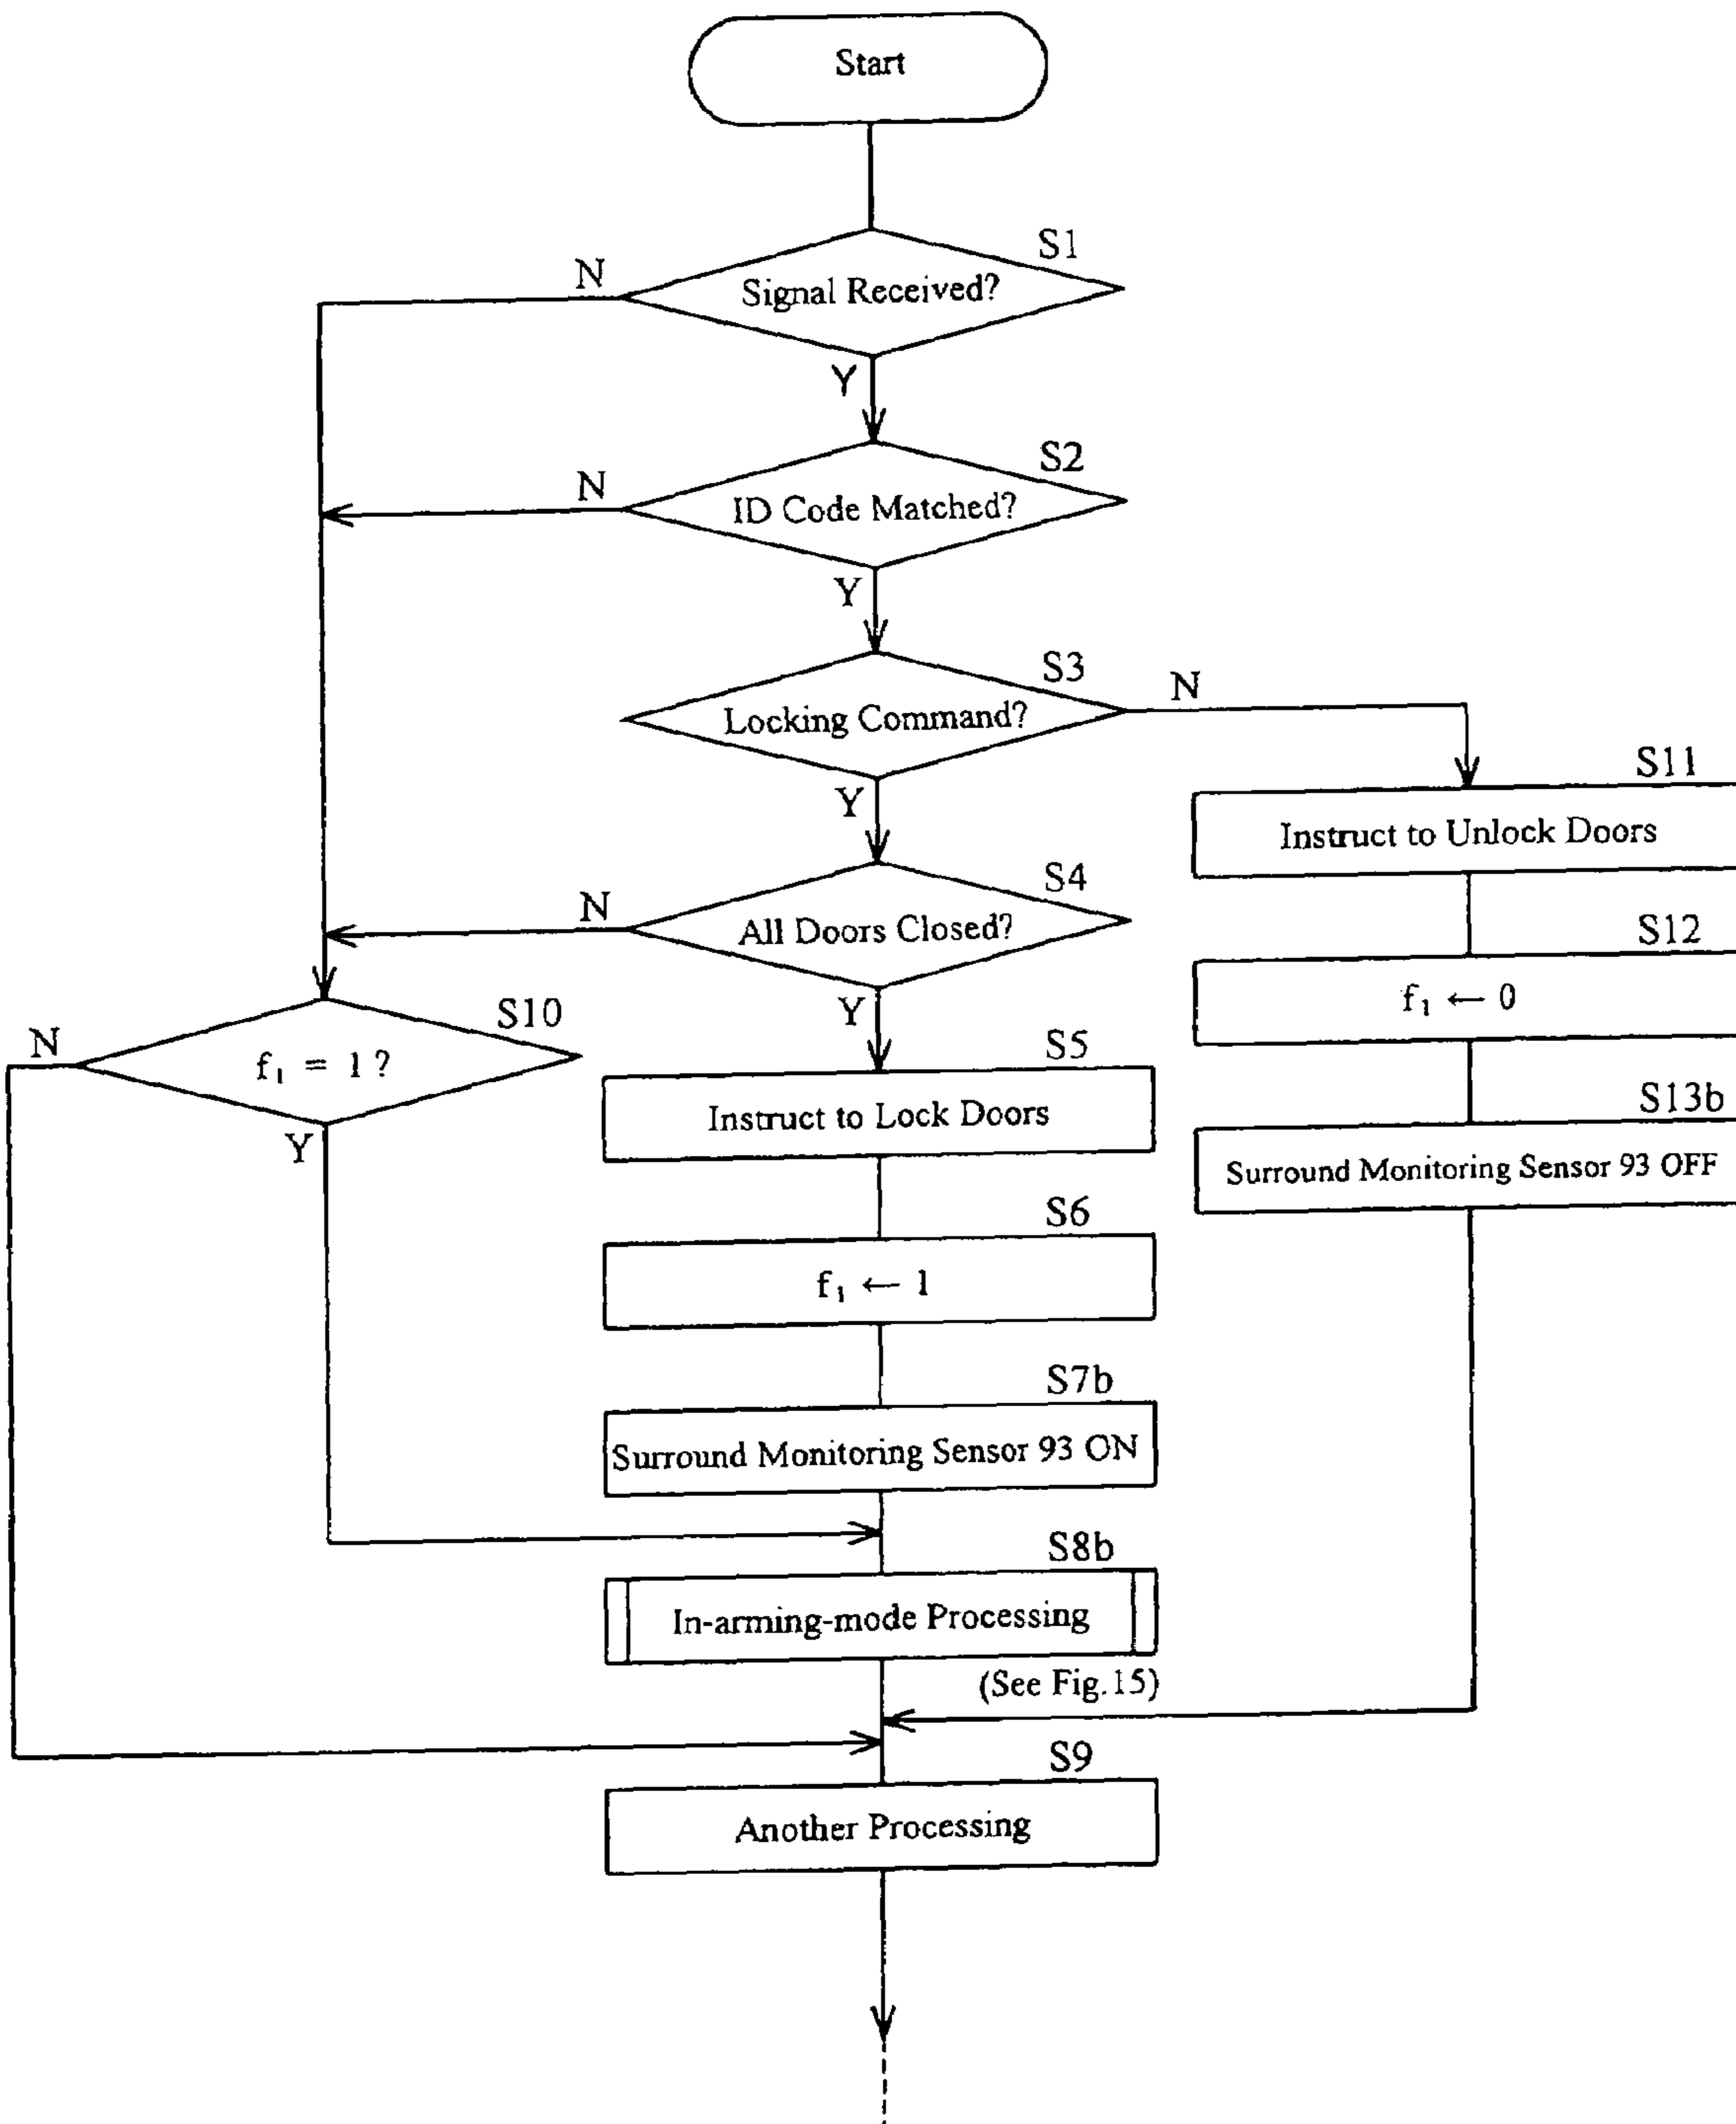 Start
S1
N
Signal Received?
Y
S2
N
ID Code Matched?
Y
S3
N
Locking Command?
Y
S11
Instruct to Unlock Doors
S4
N
All Doors Closed?
Y
S12
f₁ ← 0
S10
N
f₁ = 1 ?
Y
S5
Instruct to Lock Doors
S13b
Surround Monitoring Sensor 93 OFF
S6
f₁ ← 1
S7b
Surround Monitoring Sensor 93 ON
S8b
In-arming-mode Processing
(See Fig.15)
S9
Another Processing